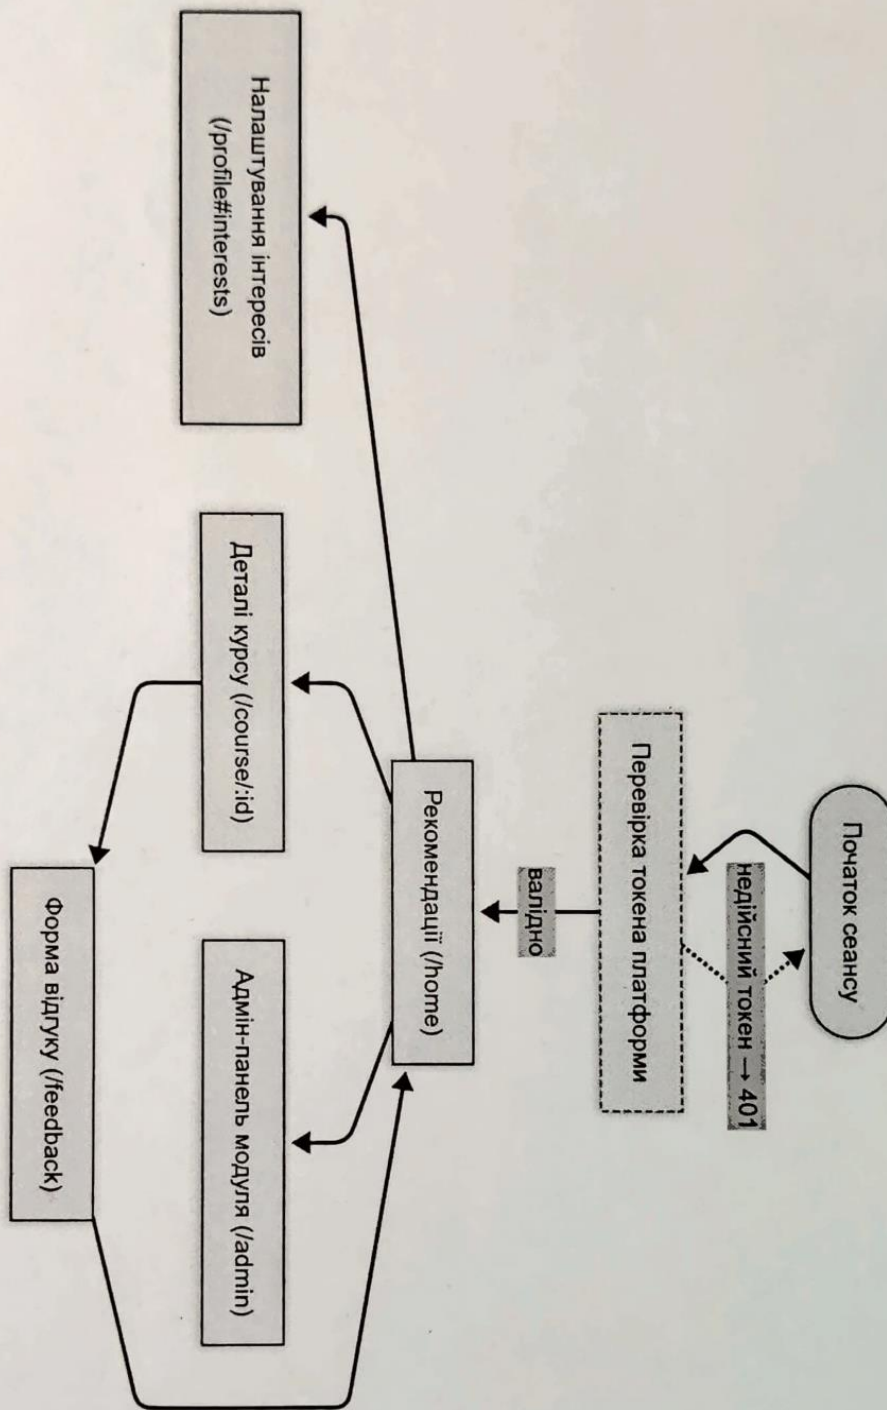 Початок сеансу
недійсний токен → 401
Перевірка токена платформи
валідно
Рекомендації (/home)
Налаштування інтересів
(/profile#interests)
Деталі курсу (/course/:id)
Адмін-панель модуля (/admin)
Форма відгуку (/feedback)